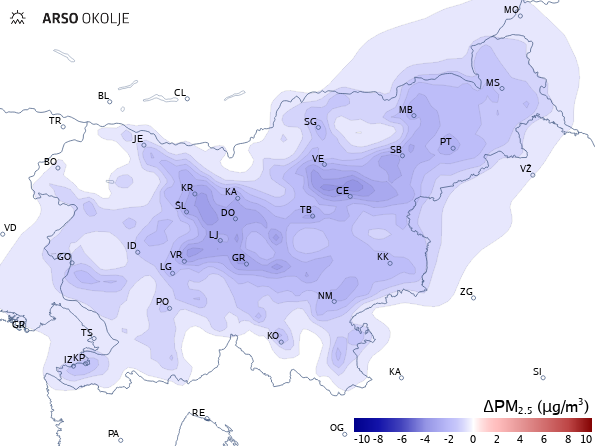 ARSO OKOLJE
MO
BL
CL
MS
TR
SG
MB
JE
PT
BO
VE
SB
VŽ
KR
KA
CE
ŠL
DO
TB
VD
LJ
ID
GO
VR
LG
GR
KK
PO
NM
ZG
GR
TS
KO
IZ
KP
KA
SI
RE
PA
OG
ΔPM2.5 (µg/m3)
-10 -8 -6 -4 -2 0 2 4 6 8 10